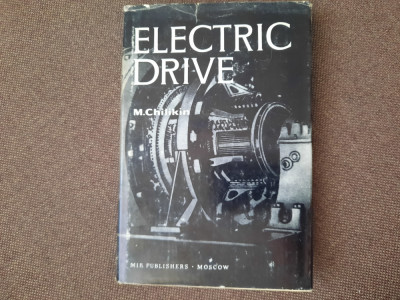 ELECTRIC
DRIVE
M.Chilikin
MIR PUBLISHERS · MOSCOW